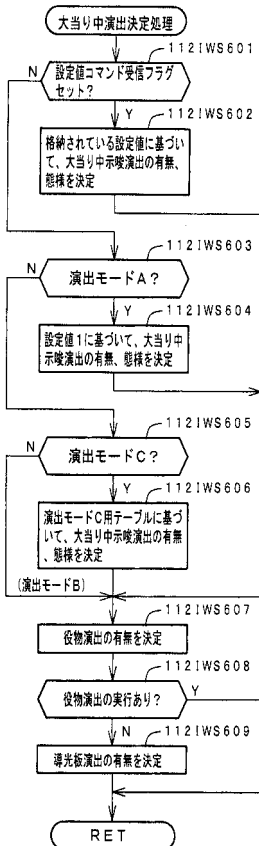 大当り中演出決定処理
112IWS601
N
設定値コマンド受信フラグ
セット?
Y
112IWS602
格納されている設定値に基づい
て、大当り中示唆演出の有無、
態様を決定
112IWS603
N
演出モードA?
Y
112IWS604
設定値1に基づいて、大当り中
示唆演出の有無、態様を決定
112IWS605
N
演出モードC?
Y
112IWS606
演出モードC用テーブルに基づ
いて、大当り中示唆演出の有無
、態様を決定
(演出モードB)
112IWS607
役物演出の有無を決定
112IWS608
役物演出の実行あり?
Y
N
112IWS609
導光板演出の有無を決定
RET